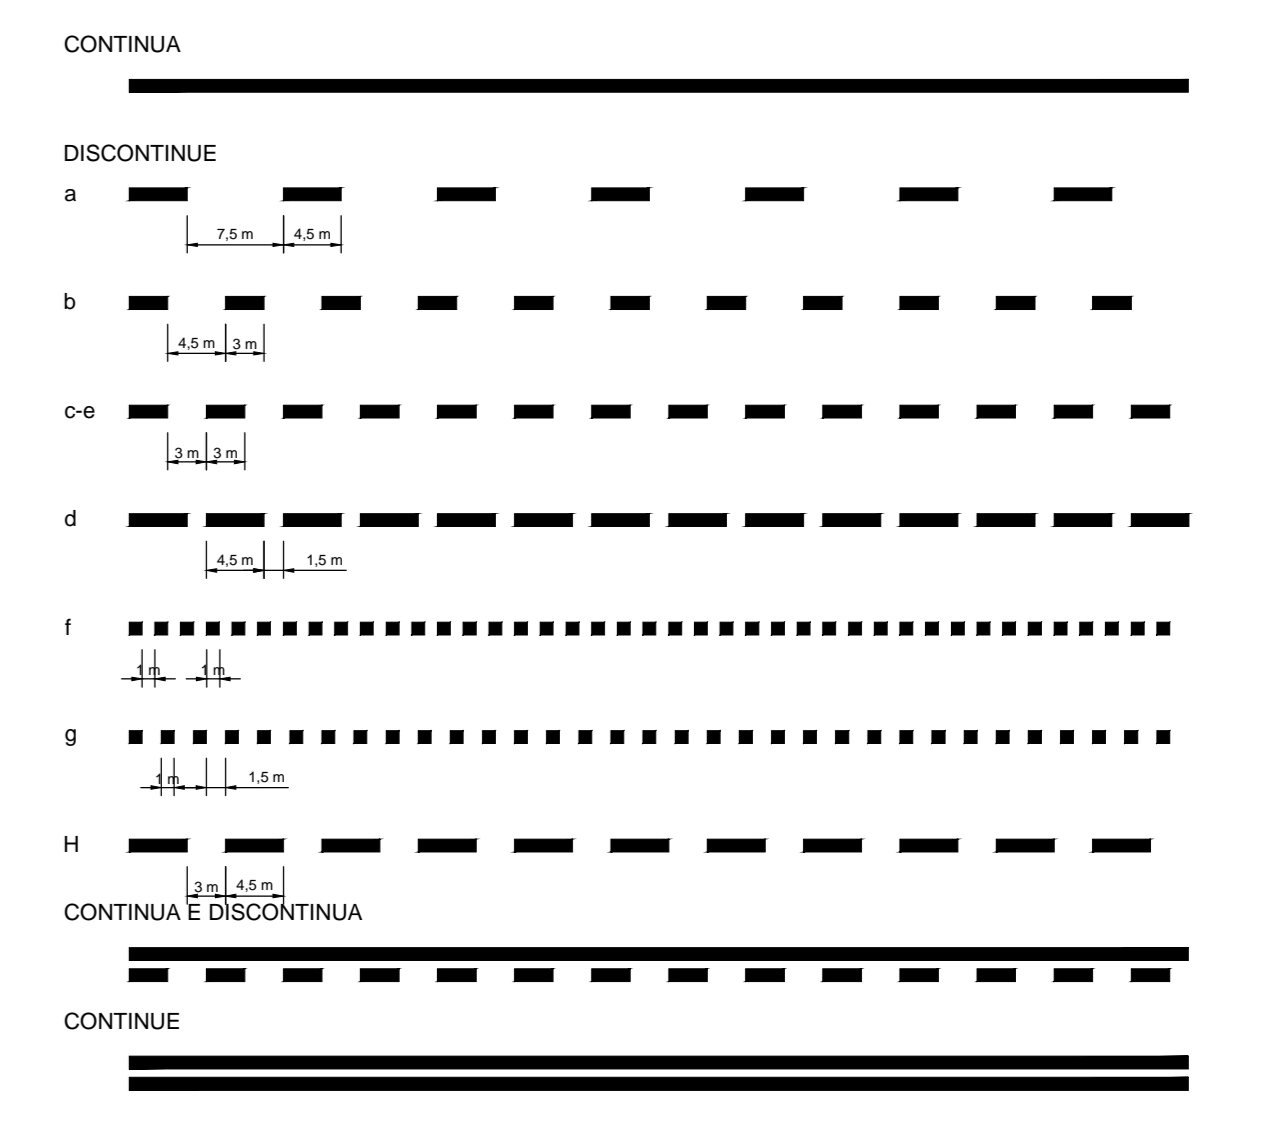 CONTINUA
DISCONTINUE
a
7,5 m 4,5 m
b
4,5 m 3 m
c-e
3 m 3 m
d
4,5 m 1,5 m
f
1 m 1 m
g
1 m 1,5 m
H
3 m 4,5 m
CONTINUA E DISCONTINUA
CONTINUE